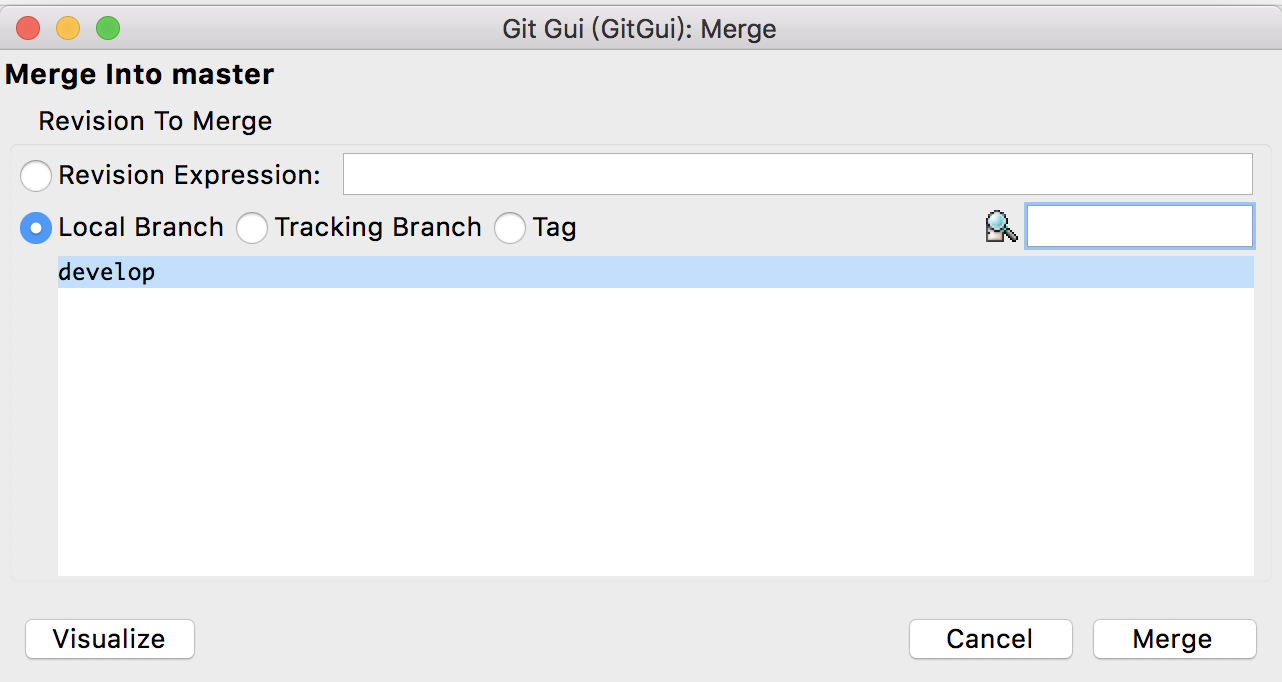 Git Gui (GitGui): Merge
Merge Into master
Revision To Merge
Revision Expression:
Local Branch Tracking Branch Tag
develop
Visualize Cancel Merge